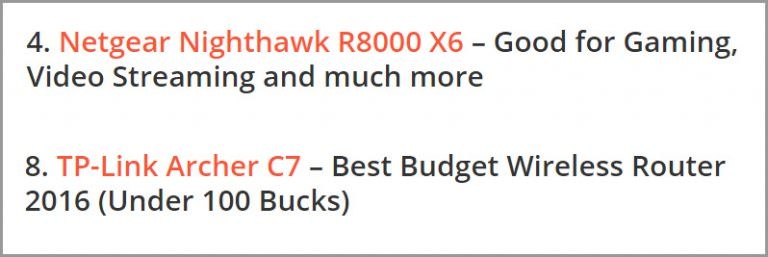 4. Netgear Nighthawk R8000 X6 – Good for Gaming,
Video Streaming and much more
8. TP-Link Archer C7 – Best Budget Wireless Router
2016 (Under 100 Bucks)